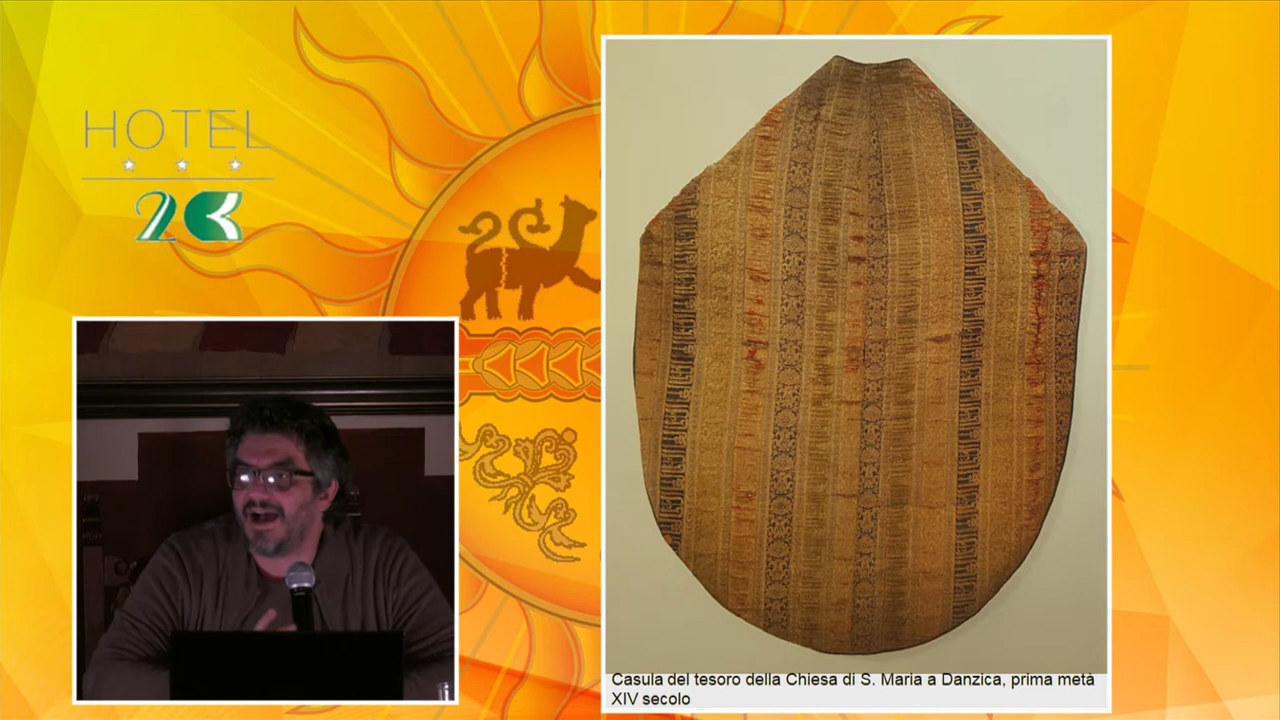 HOTEL
2C
Casula del tesoro della Chiesa di S. Maria a Danzica, prima metà
XIV secolo